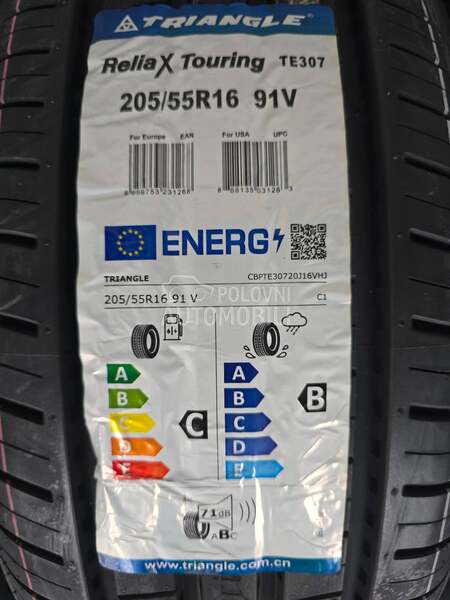 TRIANGLE
ReliaX Touring TE307
205/55R16 91V
For Europe EAN
For USA UPC
ENERG
TRIANGLE
CBPTE30720J16VHJ
205/55R16 91 V
C1
POLOVNI
AUTOMOBILI
A
B
C
D
E
C
A
B
C
D
E
B
71dB
ABC
www.triangle.com.cn